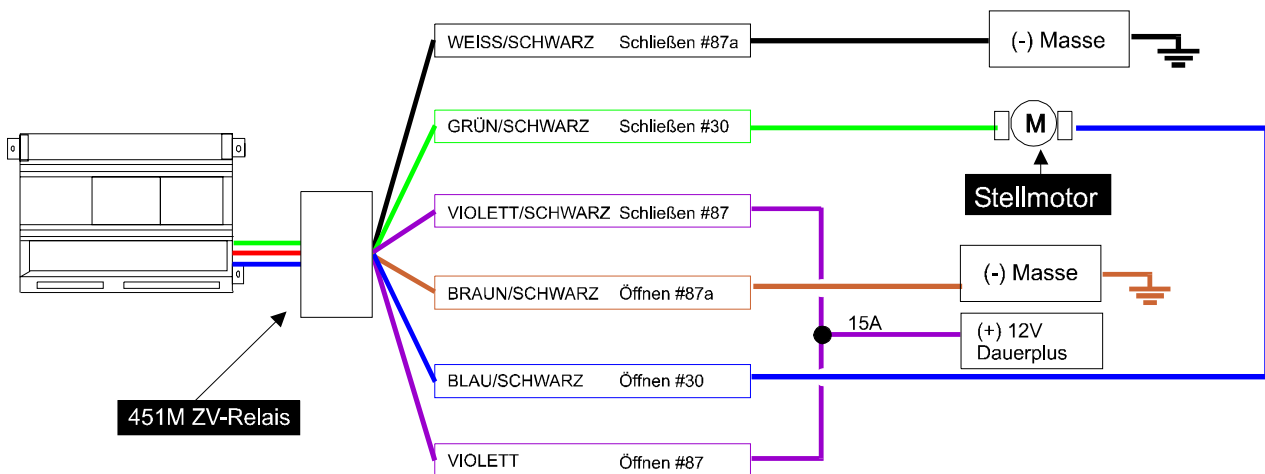 WEISS/SCHWARZ Schließen #87a
(-) Masse
GRÜN/SCHWARZ Schließen #30
M
Stellmotor
VIOLETT/SCHWARZ Schließen #87
BRAUN/SCHWARZ Öffnen #87a
(-) Masse
15A
(+) 12V
Dauerplus
BLAU/SCHWARZ Öffnen #30
451M ZV-Relais
VIOLETT Öffnen #87